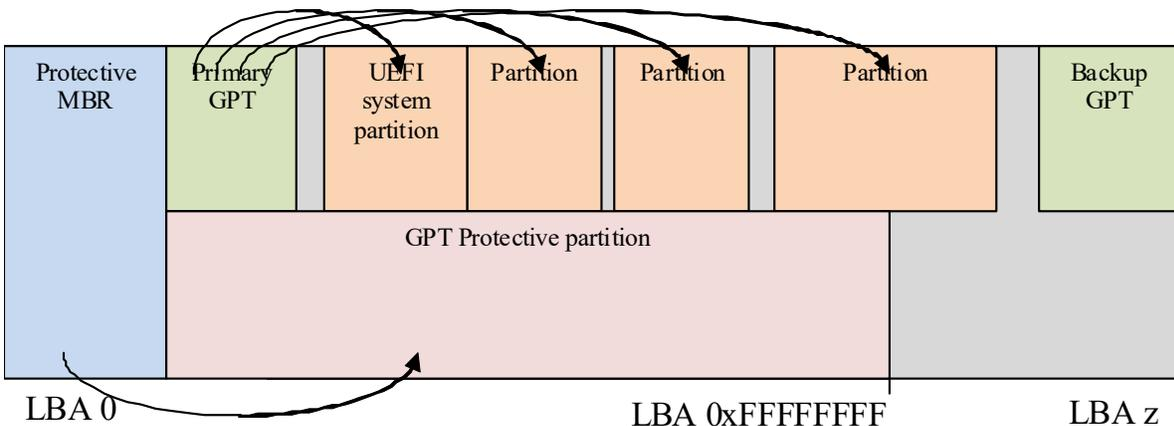 Protective
MBR
Primary
GPT
UEFI
system
partition
Partition
Partition
Partition
Backup
GPT
GPT Protective partition
LBA 0
LBA 0xFFFFFFFF
LBA z